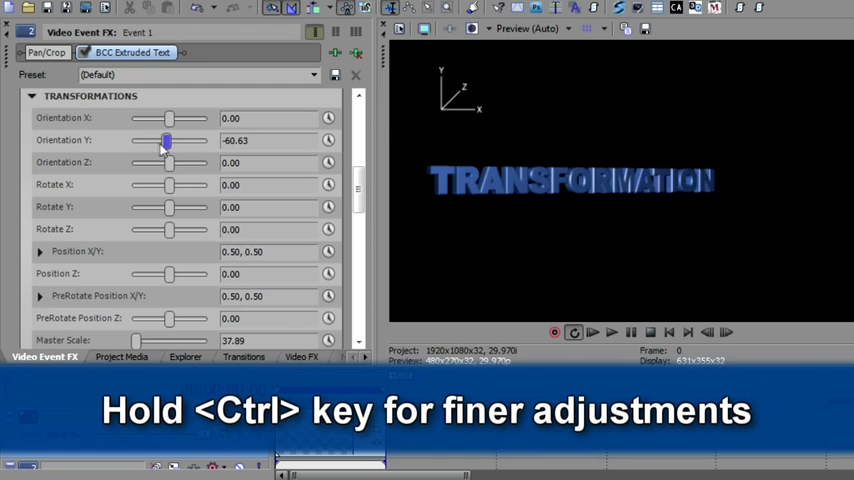 Video Event FX: Event 1
Pan/Crop BCC Extruded Text
Preset: (Default)
TRANSFORMATIONS
Orientation X: 0.00
Orientation Y: -60.63
Orientation Z: 0.00
Rotate X: 0.00
Rotate Y: 0.00
Rotate Z: 0.00
Position X/Y: 0.50, 0.50
Position Z: 0.00
PreRotate Position X/Y: 0.50, 0.50
PreRotate Position Z: 0.00
Master Scale: 37.89
Video Event FX Project Media Explorer Transitions Video FX
CA M
Preview (Auto)
Y
Z
X
TRANSFORMATION
Project: 1920x1080x32, 29.970i
Frame: 0
Preview: 480x270x32, 29.970p
Display: 631x355x32
Hold <Ctrl> key for finer adjustments
2